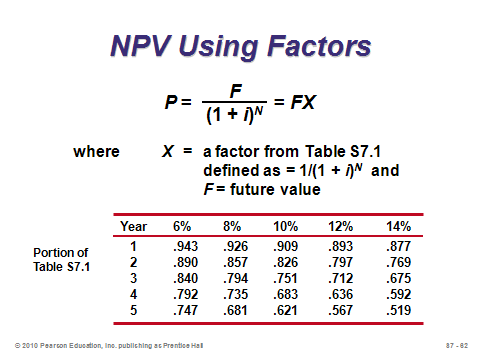 NPV Using Factors
P = F / (1 + i)^N = FX
where X = a factor from Table S7.1
defined as = 1/(1 + i)^N and
F = future value
Portion of
Table S7.1
Year 6% 8% 10% 12% 14%
1 .943 .926 .909 .893 .877
2 .890 .857 .826 .797 .769
3 .840 .794 .751 .712 .675
4 .792 .735 .683 .636 .592
5 .747 .681 .621 .567 .519
© 2010 Pearson Education, Inc. publishing as Prentice Hall
S7 - 62